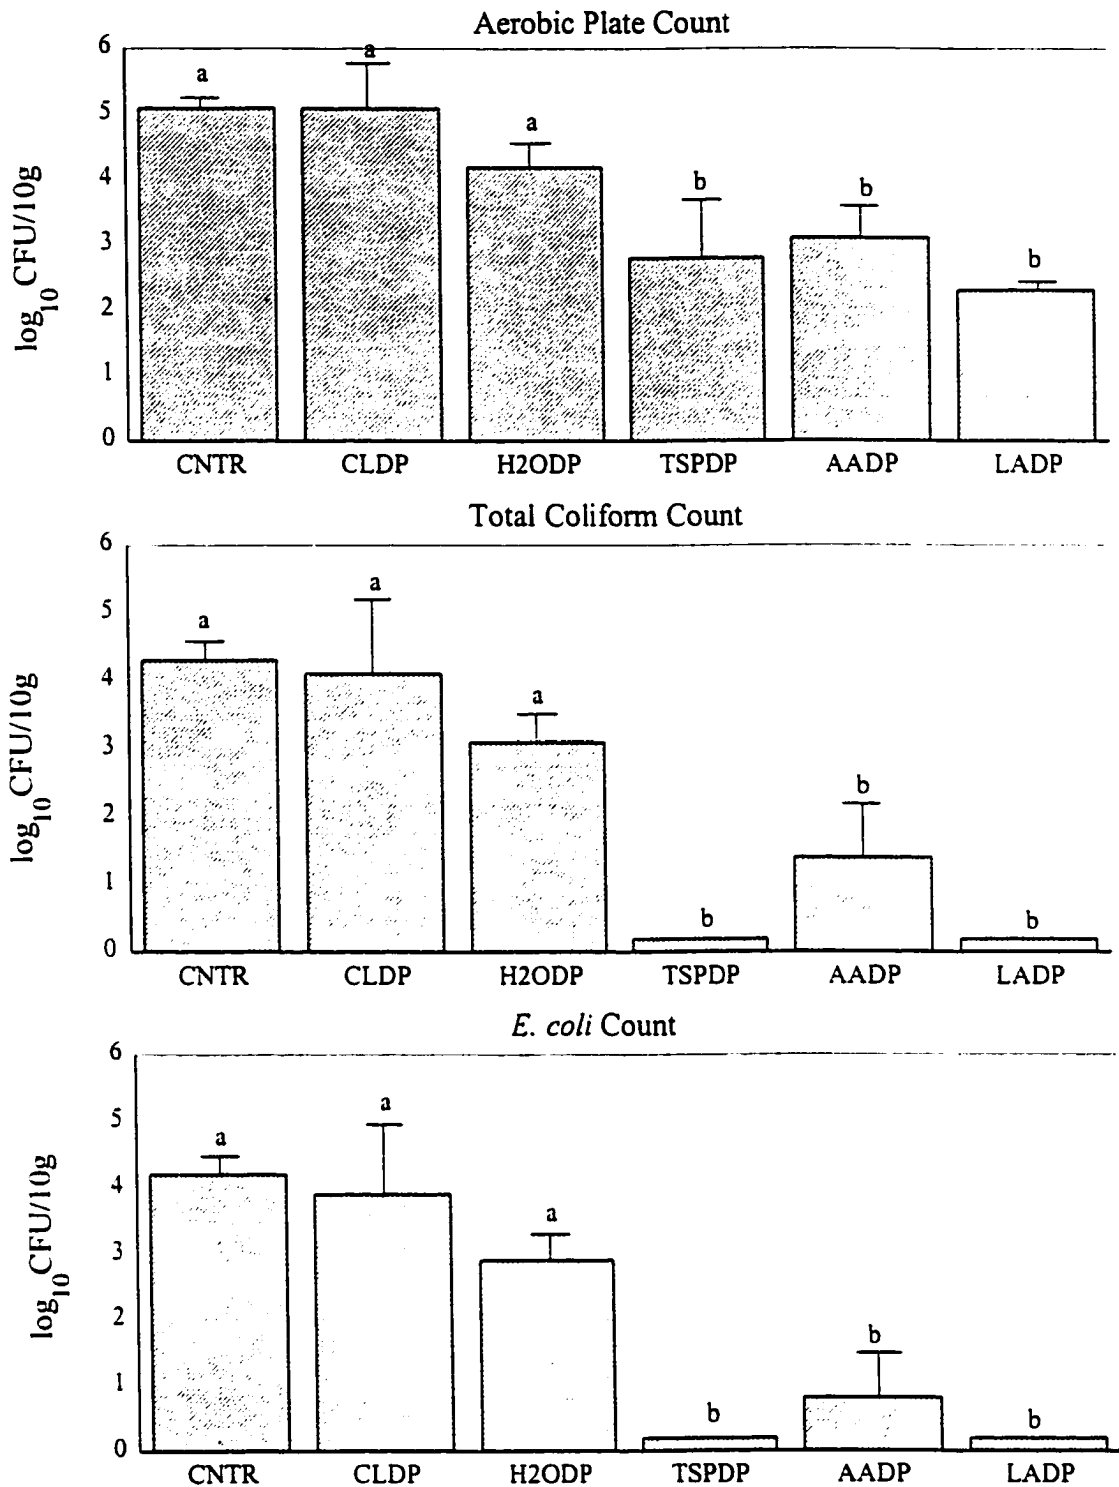 Aerobic Plate Count
log10CFU/10g
6
5
4
3
2
1
0
a
a
a
b
b
b
CNTR CLDP H2ODP TSPDP AADP LADP
Total Coliform Count
log10CFU/10g
6
5
4
3
2
1
0
a
a
a
b
b
b
CNTR CLDP H2ODP TSPDP AADP LADP
E. coli Count
log10CFU/10g
6
5
4
3
2
1
0
a
a
a
b
b
b
CNTR CLDP H2ODP TSPDP AADP LADP